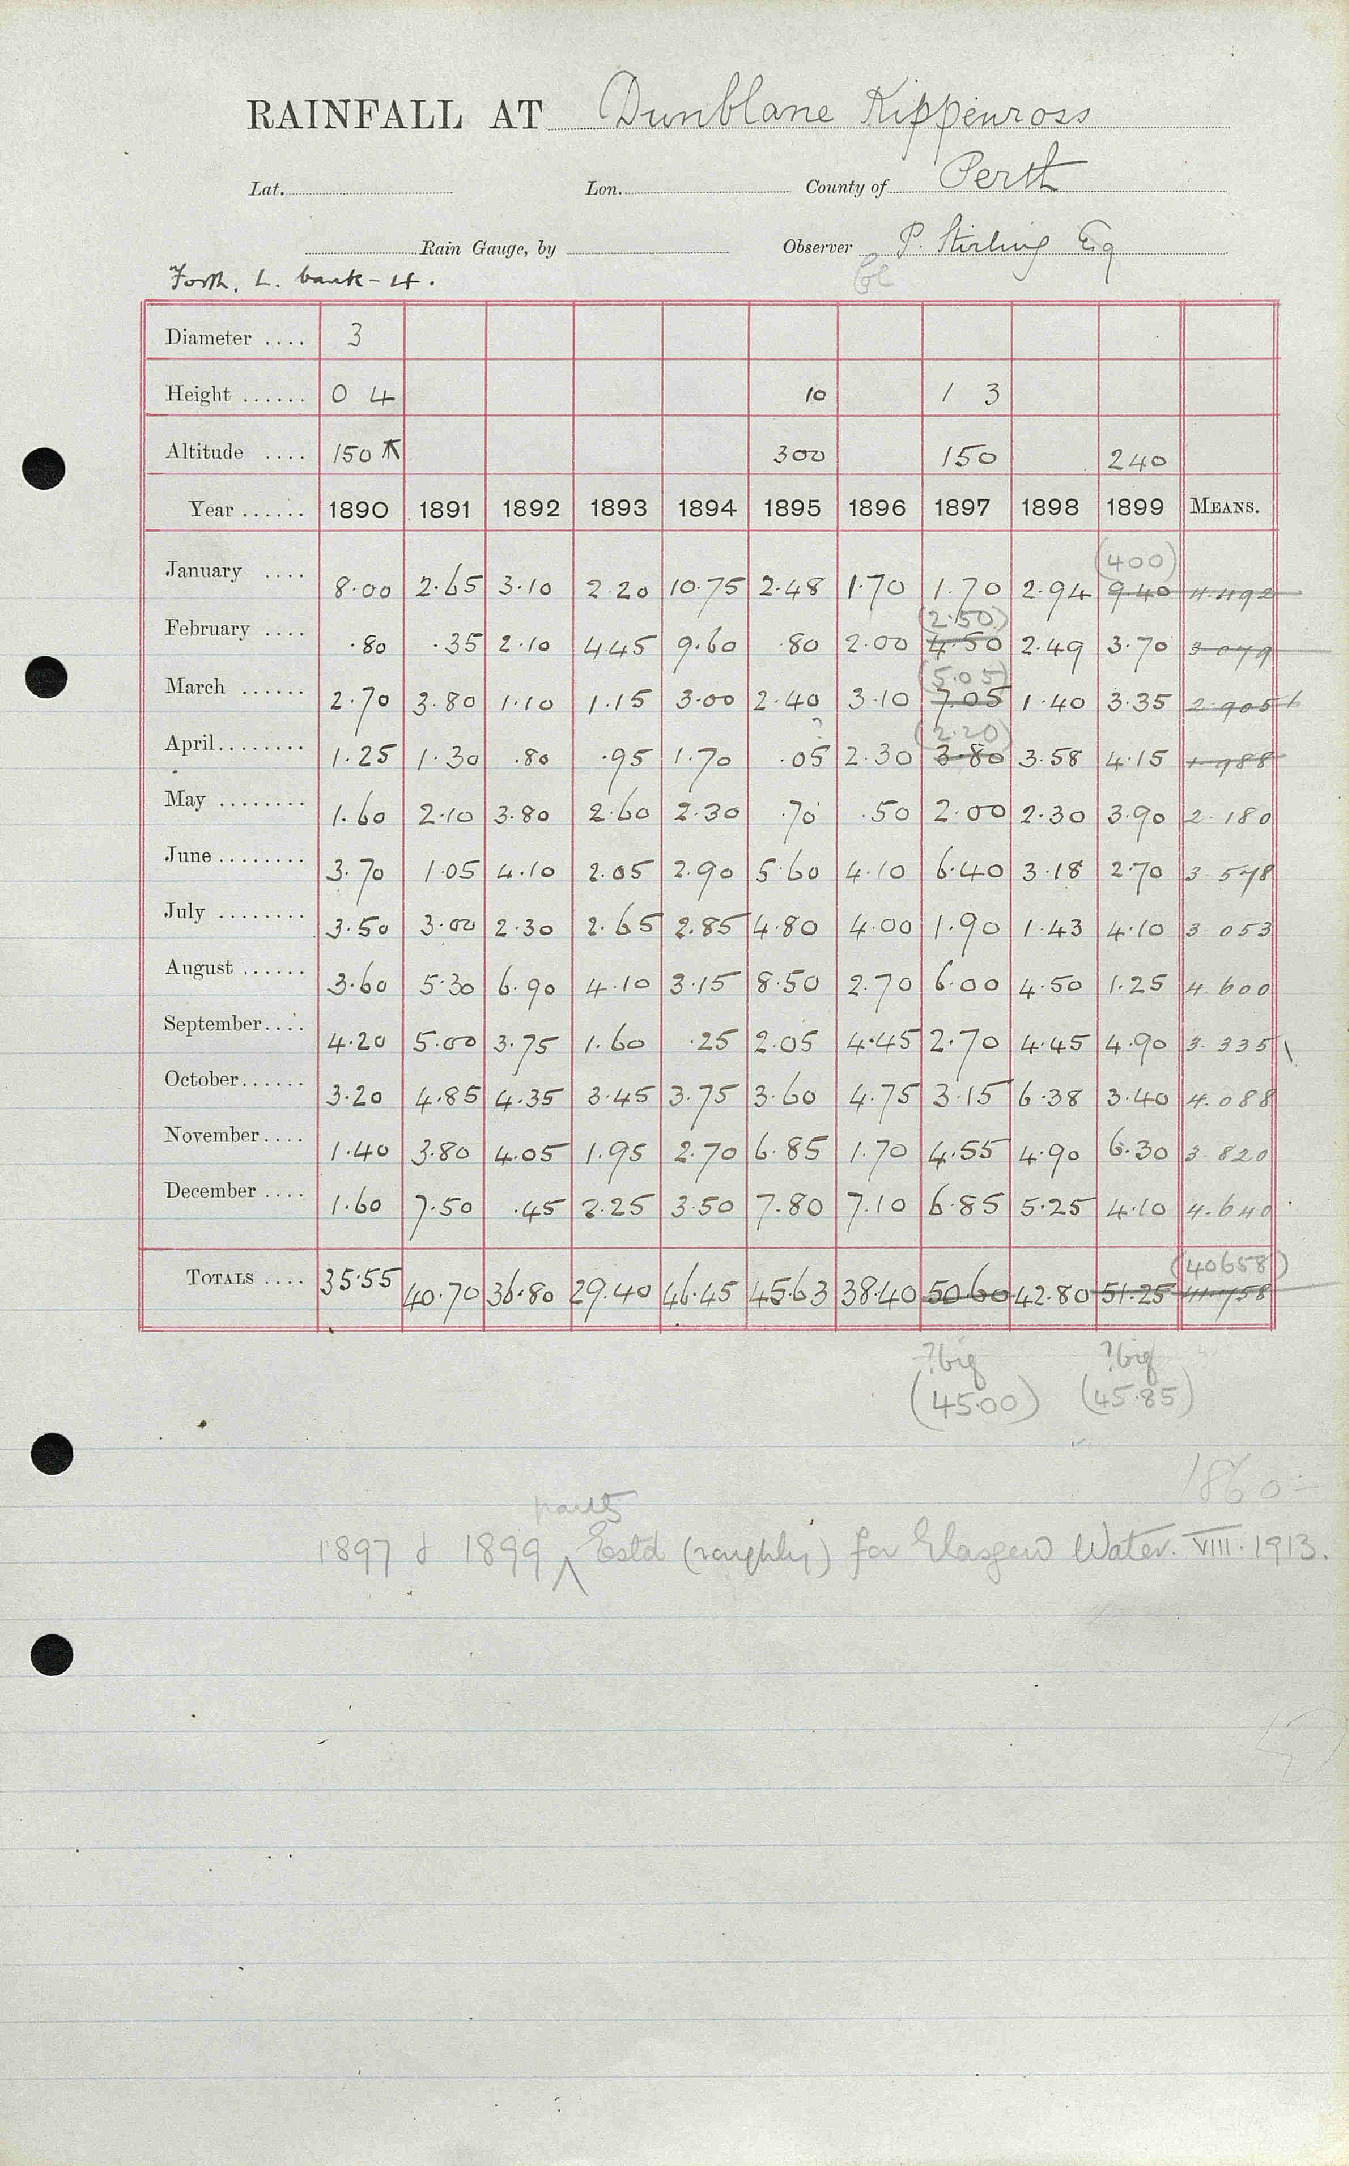 RAINFALL AT Dunblane Kippenross
Lat. Lon. County of Perth
Rain Gauge, by Observer P. Stirling Esq
Col
Forth, L. bank - 4.
Diameter .... 3
Height ...... 0 4 10 1 3
Altitude .... 150 ↑ 300 150 240
Year ...... 1890 1891 1892 1893 1894 1895 1896 1897 1898 1899 MEANS.
(400)
January .... 8.00 2.65 3.10 2.20 10.75 2.48 1.70 1.70 2.94 9.40 4.492
(2.50)
February .... .80 .35 2.10 4.45 9.60 .80 2.00 4.50 2.49 3.70 3.079
(5.05)
March ...... 2.70 3.80 1.10 1.15 3.00 2.40 3.10 7.05 1.40 3.35 2.905
? (2.20)
April........ 1.25 1.30 .80 .95 1.70 .05 2.30 3.80 3.58 4.15 1.988
May ........ 1.60 2.10 3.80 2.60 2.30 .70 .50 2.00 2.30 3.90 2.180
June ........ 3.70 1.05 4.10 2.05 2.90 5.60 4.10 6.40 3.18 2.70 3.578
July ........ 3.50 3.00 2.30 2.65 2.85 4.80 4.00 1.90 1.43 4.10 3.053
August ...... 3.60 5.30 6.90 4.10 3.15 8.50 2.70 6.00 4.50 1.25 4.600
September.... 4.20 5.00 3.75 1.60 .25 2.05 4.45 2.70 4.45 4.90 3.335
October...... 3.20 4.85 4.35 3.45 3.75 3.60 4.75 3.15 6.38 3.40 4.088
November.... 1.40 3.80 4.05 1.95 2.70 6.85 1.70 4.55 4.90 6.30 3.820
December .... 1.60 7.50 .45 2.25 3.50 7.80 7.10 6.85 5.25 4.10 4.640
(40658)
TOTALS .... 35.55 40.70 36.80 29.40 46.45 45.63 38.40 50.60 42.80 51.25 41.758
? big ? big
(45.00) (45.85)
1860-
parts
1897 & 1899 ^ Estd (roughly) for Glasgow Water. VIII. 1913.